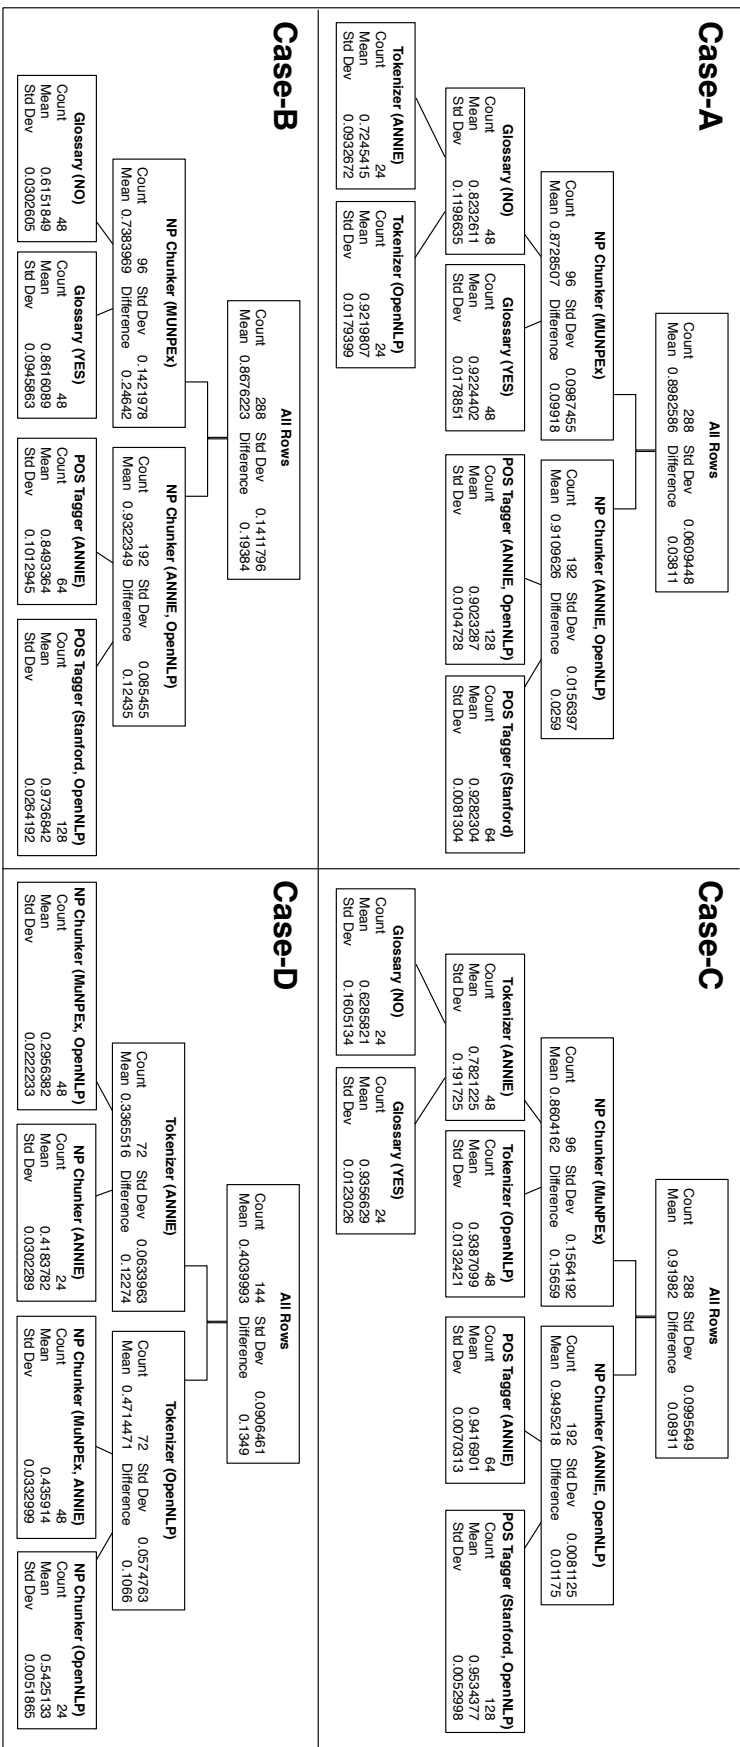 Case-A
All Rows
Count 288 Std Dev 0.0609448
Mean 0.8982586 Difference 0.03811
NP Chunker (MUNPEx)
Count 96 Std Dev 0.0987455
Mean 0.8728507 Difference 0.09918
NP Chunker (ANNIE, OpenNLP)
Count 192 Std Dev 0.0156397
Mean 0.9109626 Difference 0.0259
Glossary (NO)
Count 48
Mean 0.8232611
Std Dev 0.1198635
Glossary (YES)
Count 48
Mean 0.9224402
Std Dev 0.0178851
POS Tagger (ANNIE, OpenNLP)
Count 128
Mean 0.9023287
Std Dev 0.0104728
POS Tagger (Stanford)
Count 64
Mean 0.9282304
Std Dev 0.0081304
Tokenizer (ANNIE)
Count 24
Mean 0.7245415
Std Dev 0.0932672
Tokenizer (OpenNLP)
Count 24
Mean 0.9219807
Std Dev 0.0179399
Case-C
All Rows
Count 288 Std Dev 0.0995649
Mean 0.91982 Difference 0.08911
NP Chunker (MuNPEx)
Count 96 Std Dev 0.1564192
Mean 0.8604162 Difference 0.15659
NP Chunker (ANNIE, OpenNLP)
Count 192 Std Dev 0.0081125
Mean 0.9495218 Difference 0.01175
Tokenizer (ANNIE)
Count 48
Mean 0.7821225
Std Dev 0.191725
Tokenizer (OpenNLP)
Count 48
Mean 0.9387099
Std Dev 0.0132421
POS Tagger (ANNIE)
Count 64
Mean 0.9416901
Std Dev 0.0070313
POS Tagger (Stanford, OpenNLP)
Count 128
Mean 0.9534377
Std Dev 0.0052998
Glossary (NO)
Count 24
Mean 0.6285821
Std Dev 0.1605134
Glossary (YES)
Count 24
Mean 0.9356629
Std Dev 0.0123026
Case-B
All Rows
Count 288 Std Dev 0.1411796
Mean 0.8676223 Difference 0.19384
NP Chunker (MUNPEx)
Count 96 Std Dev 0.1421978
Mean 0.7383969 Difference 0.24642
NP Chunker (ANNIE, OpenNLP)
Count 192 Std Dev 0.085455
Mean 0.9322349 Difference 0.12435
Glossary (NO)
Count 48
Mean 0.6151849
Std Dev 0.0302605
Glossary (YES)
Count 48
Mean 0.8616089
Std Dev 0.0945863
POS Tagger (ANNIE)
Count 64
Mean 0.8493364
Std Dev 0.1012945
POS Tagger (Stanford, OpenNLP)
Count 128
Mean 0.9736842
Std Dev 0.0264192
Case-D
All Rows
Count 144 Std Dev 0.0906461
Mean 0.4039993 Difference 0.1349
Tokenizer (ANNIE)
Count 72 Std Dev 0.0633963
Mean 0.3365516 Difference 0.12274
Tokenizer (OpenNLP)
Count 72 Std Dev 0.0574763
Mean 0.4714471 Difference 0.1066
NP Chunker (MuNPEx, OpenNLP)
Count 48
Mean 0.2956382
Std Dev 0.0222233
NP Chunker (ANNIE)
Count 24
Mean 0.4183782
Std Dev 0.0302289
NP Chunker (MuNPEx, ANNIE)
Count 48
Mean 0.435914
Std Dev 0.0332999
NP Chunker (OpenNLP)
Count 24
Mean 0.5425133
Std Dev 0.0051865